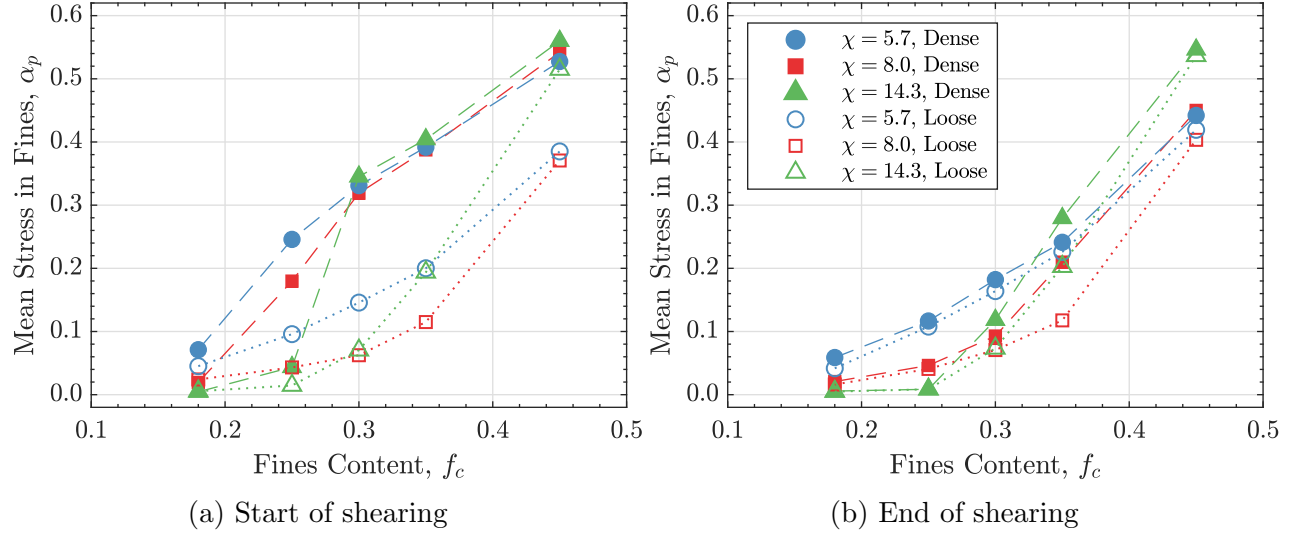 0.6
0.5
0.4
0.3
0.2
0.1
0.0
Mean Stress in Fines, αp
0.1 0.2 0.3 0.4 0.5
Fines Content, fc
(a) Start of shearing
0.6
0.5
0.4
0.3
0.2
0.1
0.0
Mean Stress in Fines, αp
χ = 5.7, Dense
χ = 8.0, Dense
χ = 14.3, Dense
χ = 5.7, Loose
χ = 8.0, Loose
χ = 14.3, Loose
0.1 0.2 0.3 0.4 0.5
Fines Content, fc
(b) End of shearing